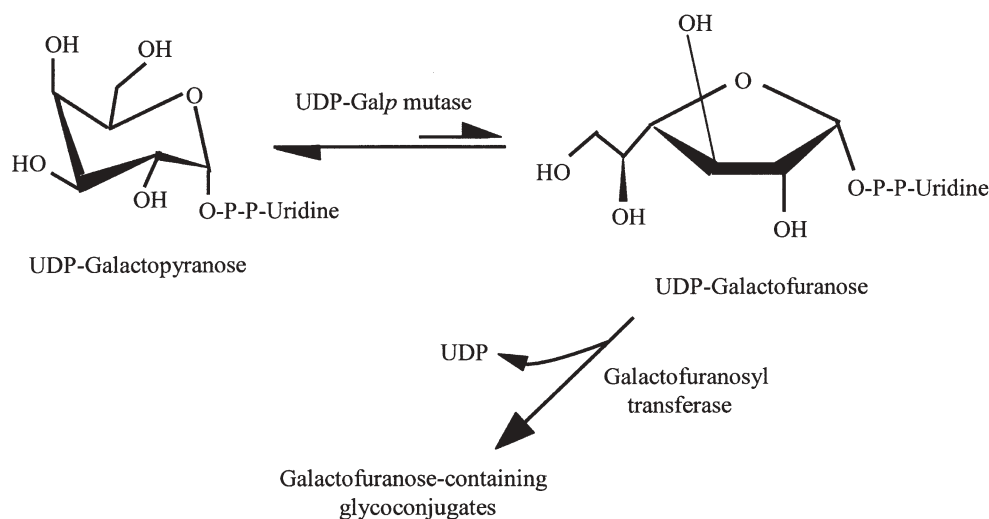 OH
OH
O
HO
OH
O-P-P-Uridine
UDP-Galactopyranose
UDP-Galp mutase
OH
O
HO
OH
OH
O-P-P-Uridine
UDP-Galactofuranose
UDP
Galactofuranosyl
transferase
Galactofuranose-containing
glycoconjugates